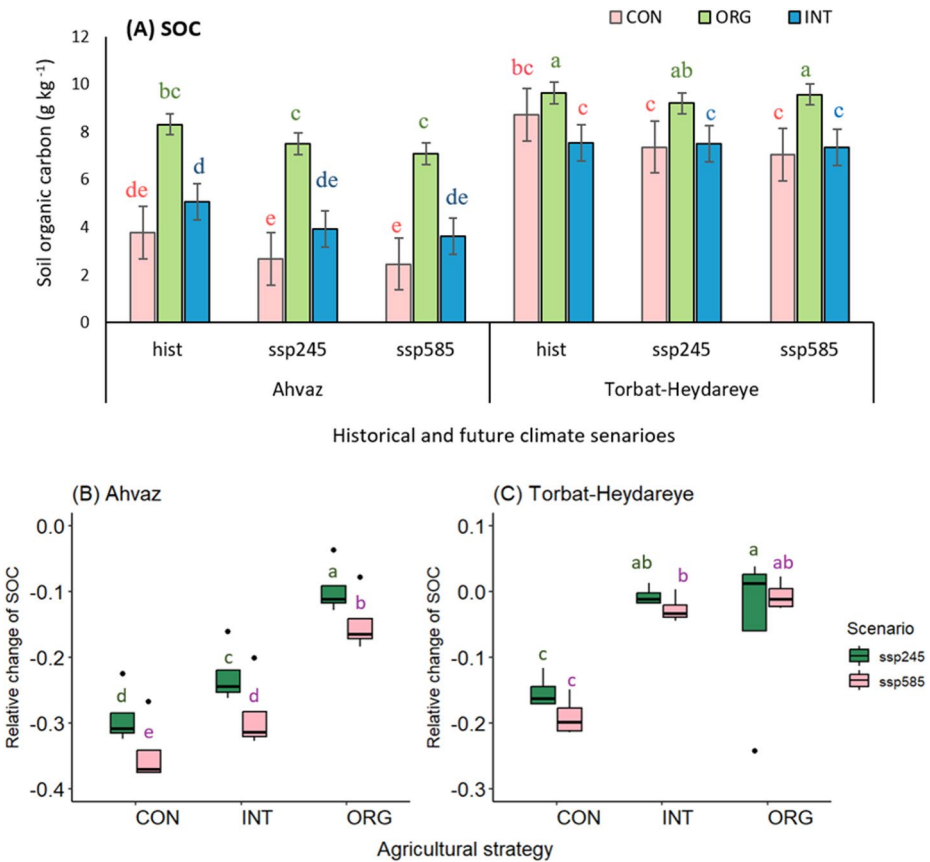 (A) SOC
CON ORG INT
Soil organic carbon (g kg -1)
12
10
8
6
4
2
0
de bc d
e c de
e c de
bc a c
c ab c
c a c
hist ssp245 ssp585 hist ssp245 ssp585
Ahvaz Torbat-Heydareye
Historical and future climate senarioes
(B) Ahvaz
Relative change of SOC
0.0
-0.1
-0.2
-0.3
-0.4
d e c d a b
CON INT ORG
(C) Torbat-Heydareye
Relative change of SOC
0.1
0.0
-0.1
-0.2
-0.3
c c ab b a ab
CON INT ORG
Agricultural strategy
Scenario
ssp245
ssp585